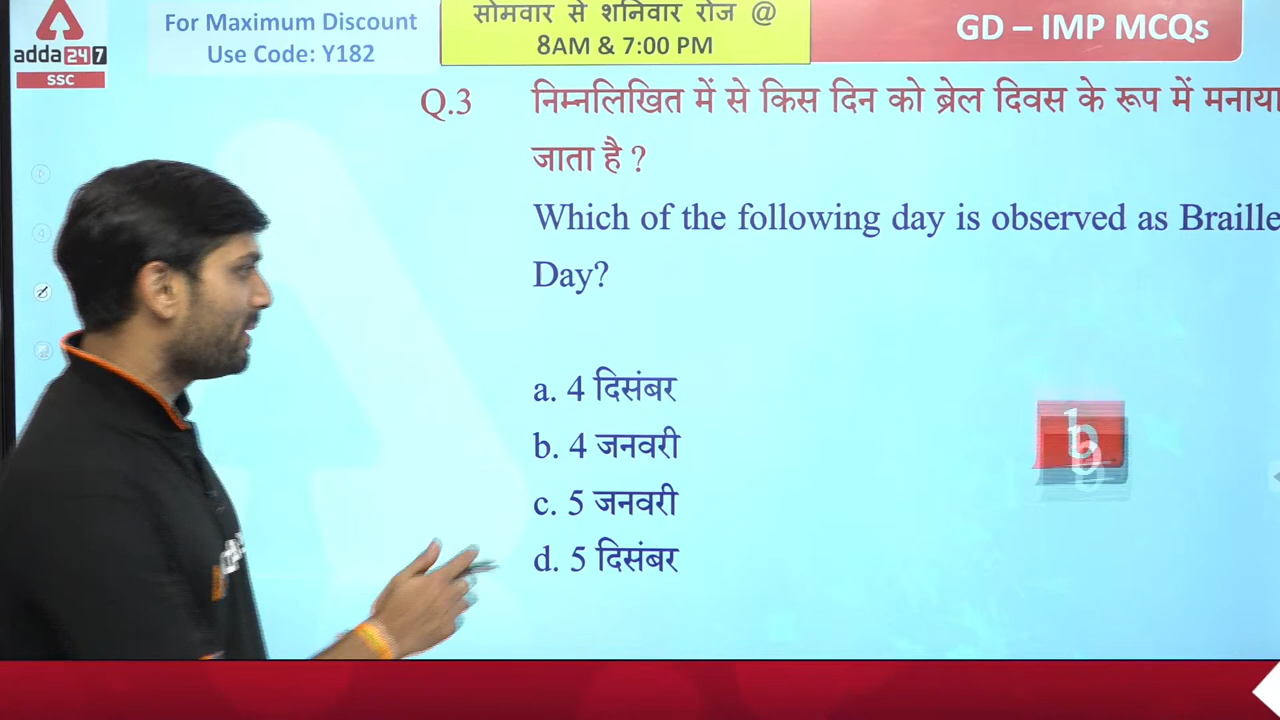 adda 247
SSC
For Maximum Discount
Use Code: Y182
सोमवार से शनिवार रोज @
8AM & 7:00 PM
GD – IMP MCQs
Q.3 निम्नलिखित में से किस दिन को ब्रेल दिवस के रूप में मनाया
जाता है ?
Which of the following day is observed as Braille
Day?
a. 4 दिसंबर
b. 4 जनवरी
c. 5 जनवरी
d. 5 दिसंबर
b